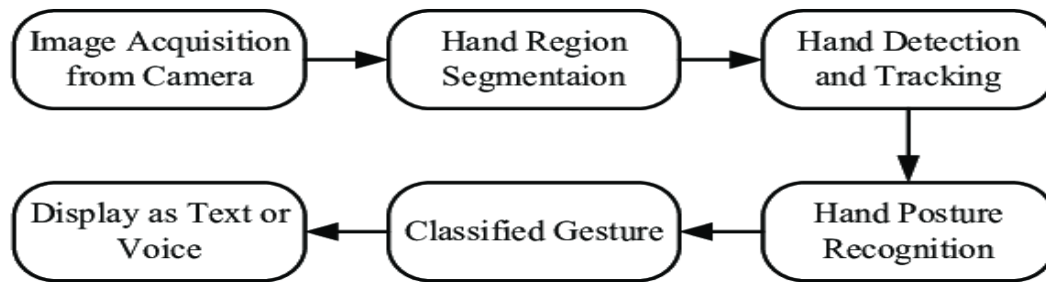 Image Acquisition
from Camera
Hand Region
Segmentaion
Hand Detection
and Tracking
Hand Posture
Recognition
Classified Gesture
Display as Text or
Voice